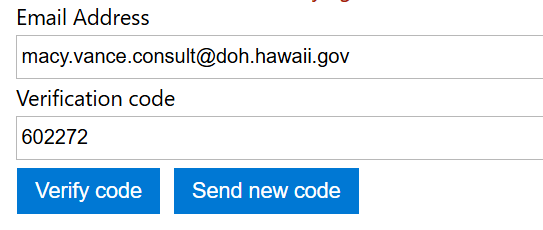 Email Address
macy.vance.consult@doh.hawaii.gov
Verification code
602272
Verify code
Send new code